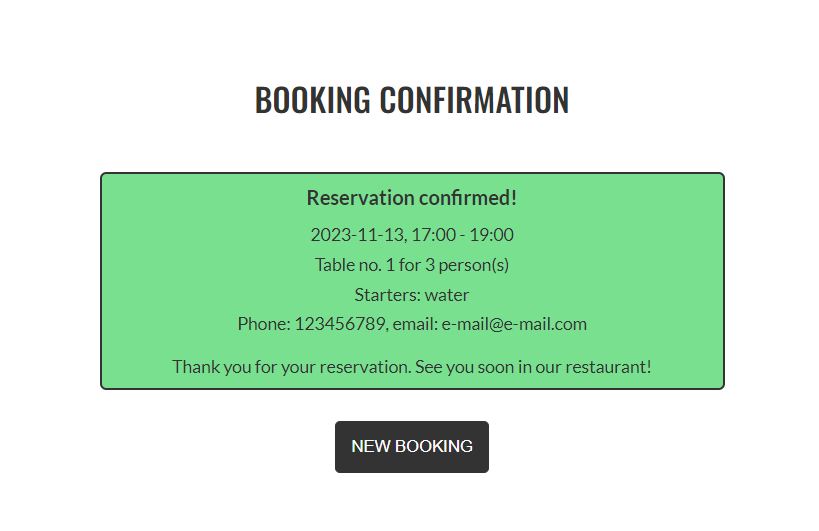 BOOKING CONFIRMATION
Reservation confirmed!
2023-11-13, 17:00 - 19:00
Table no. 1 for 3 person(s)
Starters: water
Phone: 123456789, email: e-mail@e-mail.com
Thank you for your reservation. See you soon in our restaurant!
NEW BOOKING